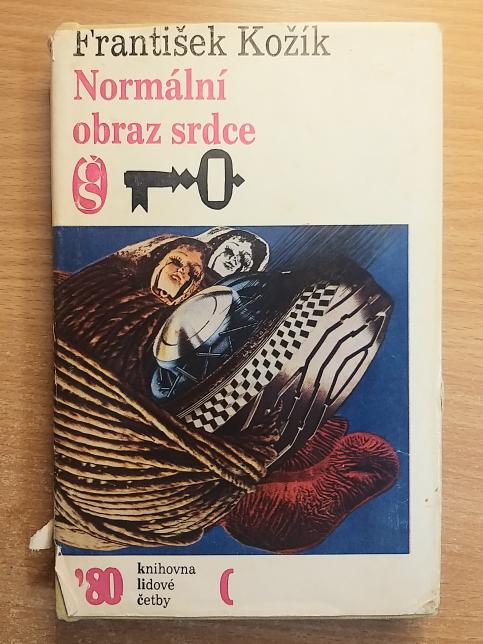 František Kožík
Normální
obraz srdce
ČS
'80
knihovna
lidové
četby